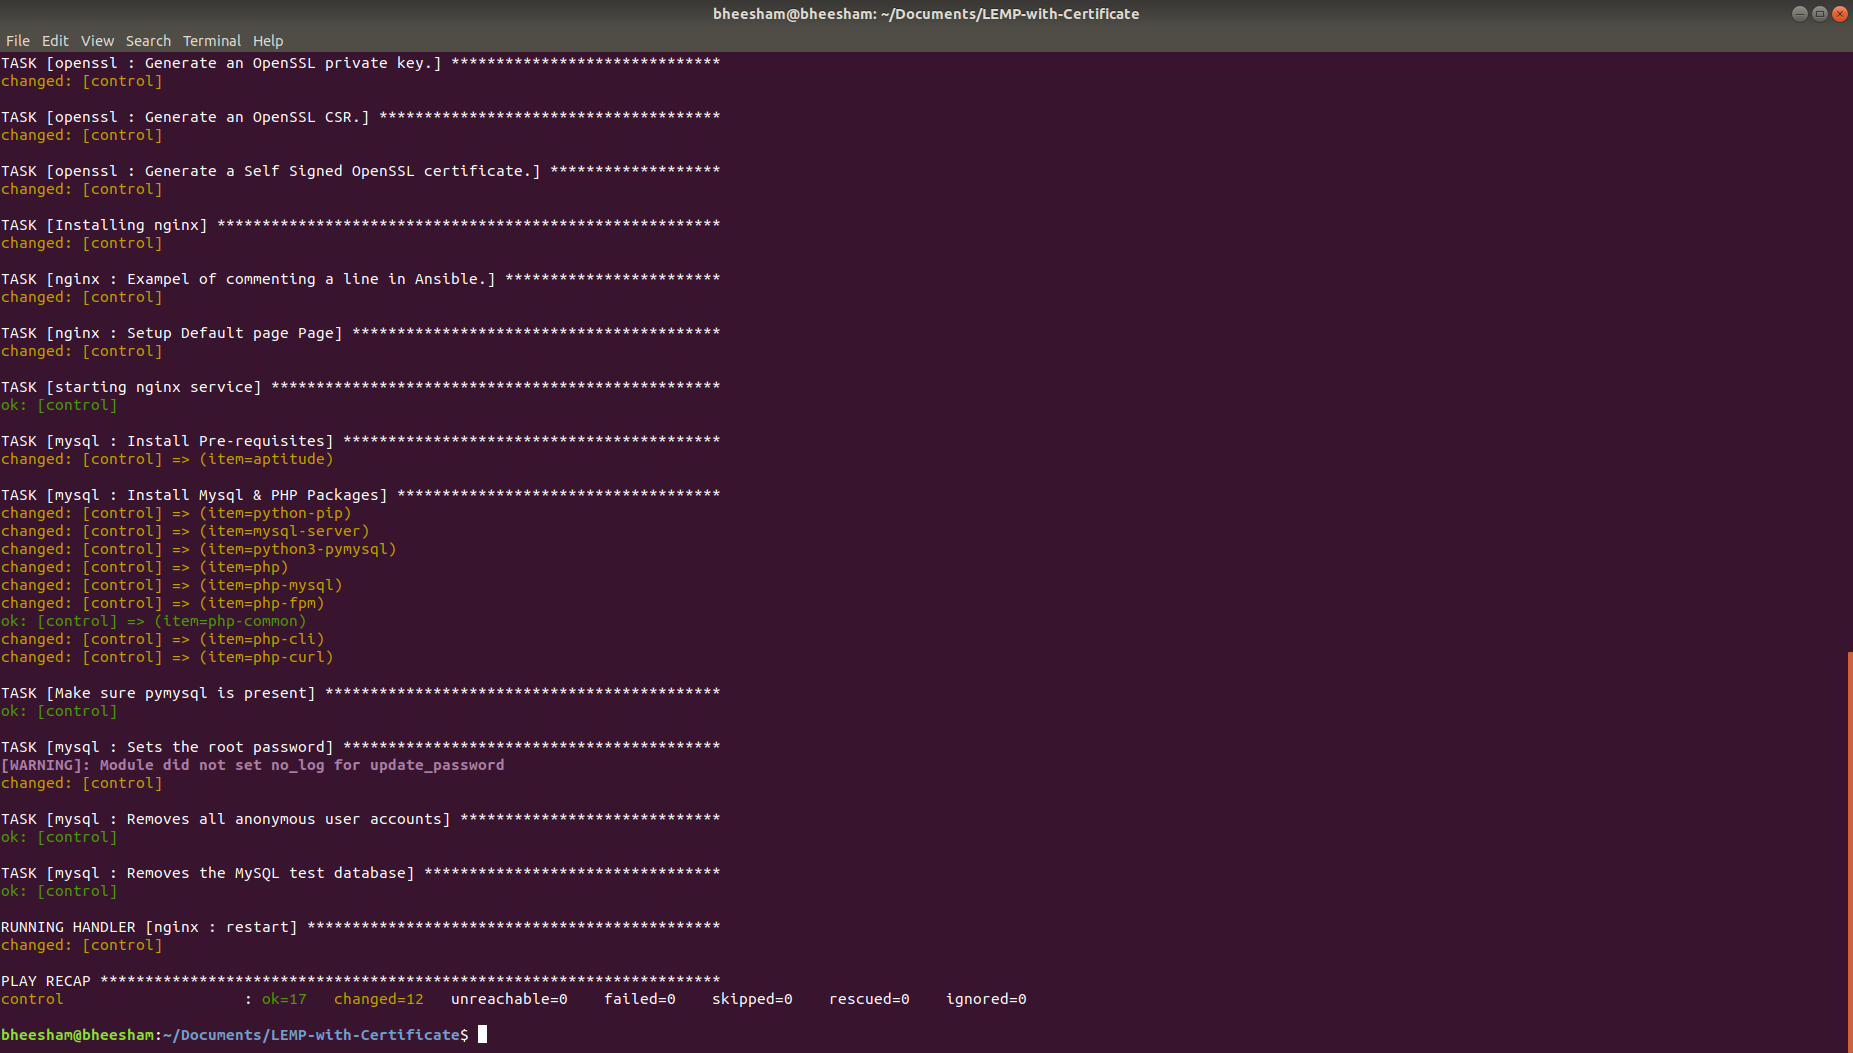 bheesham@bheesham: ~/Documents/LEMP-with-Certificate
File Edit View Search Terminal Help
TASK [openssl : Generate an OpenSSL private key.] ******************************
changed: [control]
TASK [openssl : Generate an OpenSSL CSR.] **************************************
changed: [control]
TASK [openssl : Generate a Self Signed OpenSSL certificate.] *******************
changed: [control]
TASK [Installing nginx] ********************************************************
changed: [control]
TASK [nginx : Exampel of commenting a line in Ansible.] ************************
changed: [control]
TASK [nginx : Setup Default page Page] *****************************************
changed: [control]
TASK [starting nginx service] **************************************************
ok: [control]
TASK [mysql : Install Pre-requisites] ******************************************
changed: [control] => (item=aptitude)
TASK [mysql : Install Mysql & PHP Packages] ************************************
changed: [control] => (item=python-pip)
changed: [control] => (item=mysql-server)
changed: [control] => (item=python3-pymysql)
changed: [control] => (item=php)
changed: [control] => (item=php-mysql)
changed: [control] => (item=php-fpm)
ok: [control] => (item=php-common)
changed: [control] => (item=php-cli)
changed: [control] => (item=php-curl)
TASK [Make sure pymysql is present] ********************************************
ok: [control]
TASK [mysql : Sets the root password] ******************************************
[WARNING]: Module did not set no_log for update_password
changed: [control]
TASK [mysql : Removes all anonymous user accounts] *****************************
ok: [control]
TASK [mysql : Removes the MySQL test database] *********************************
ok: [control]
RUNNING HANDLER [nginx : restart] **********************************************
changed: [control]
PLAY RECAP *********************************************************************
control : ok=17 changed=12 unreachable=0 failed=0 skipped=0 rescued=0 ignored=0
bheesham@bheesham:~/Documents/LEMP-with-Certificate$